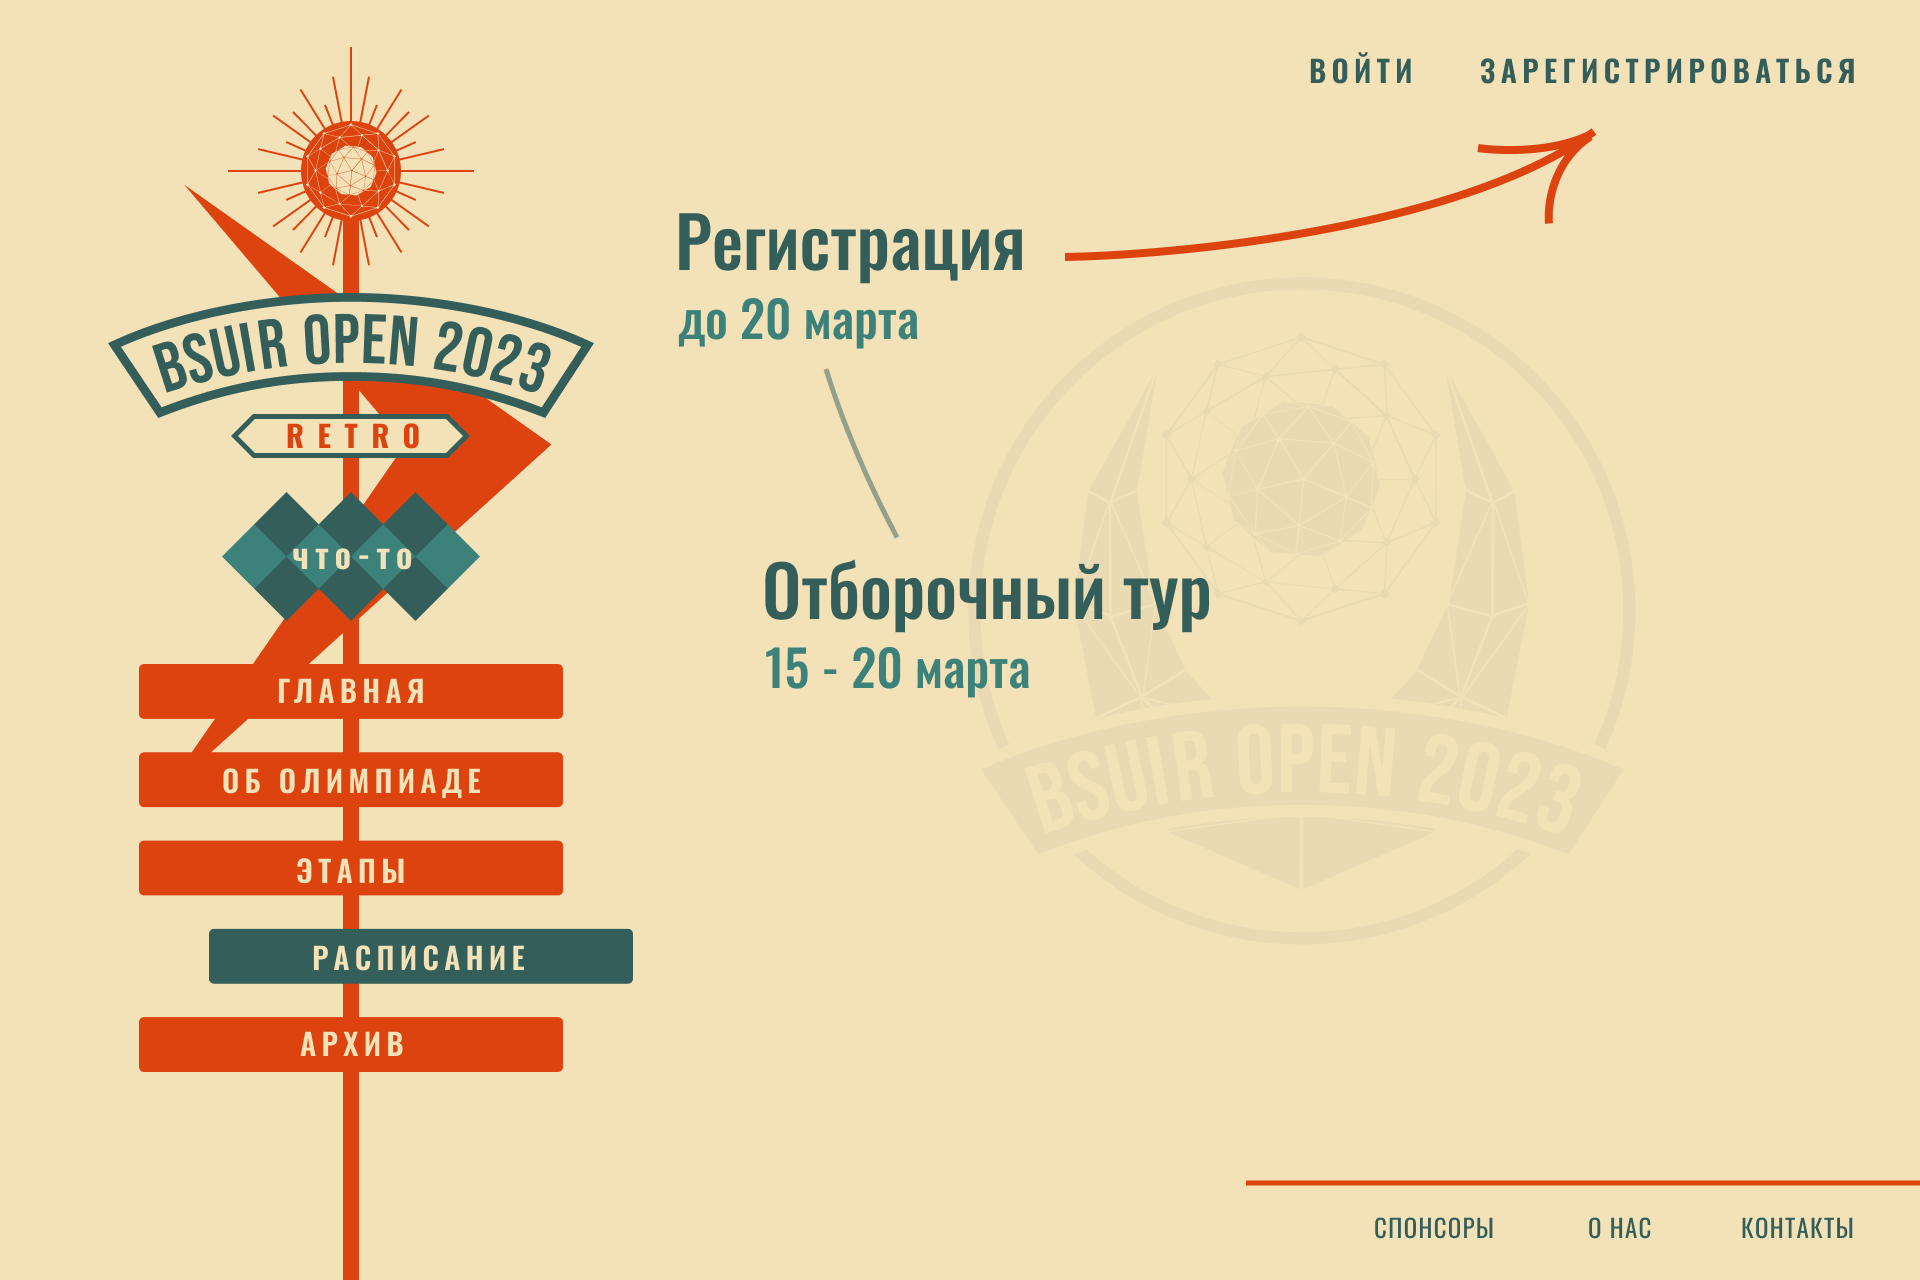 ВОЙТИ
ЗАРЕГИСТРИРОВАТЬСЯ
BSUIR OPEN 2023
RETRO
ЧТО-ТО
ГЛАВНАЯ
ОБ ОЛИМПИАДЕ
ЭТАПЫ
РАСПИСАНИЕ
АРХИВ
Регистрация
до 20 марта
Отборочный тур
15 - 20 марта
BSUIR OPEN 2023
СПОНСОРЫ
О НАС
КОНТАКТЫ